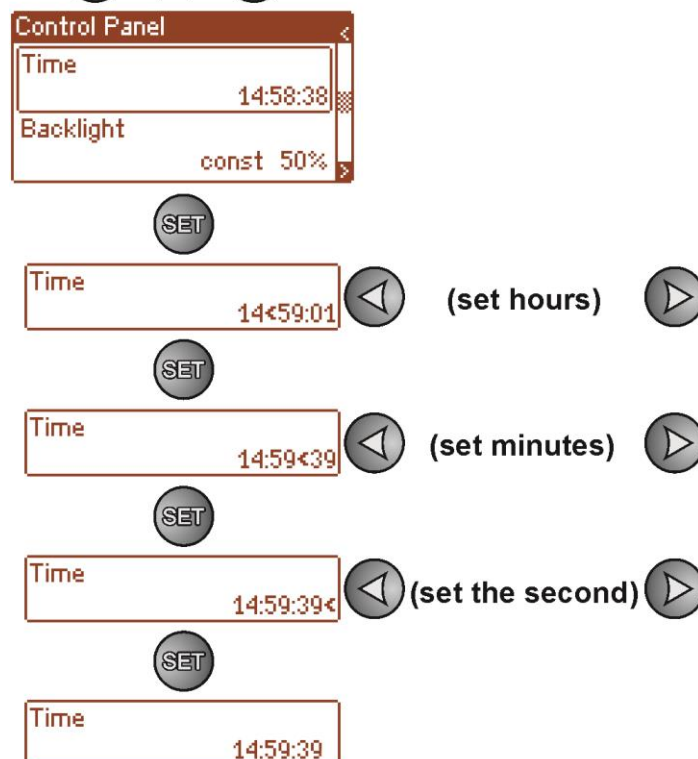 Control Panel <
Time
14:58:38
Backlight
const 50% >
SET
Time
14<59:01 (set hours)
SET
Time
14:59<39 (set minutes)
SET
Time
14:59:39< (set the second)
SET
Time
14:59:39